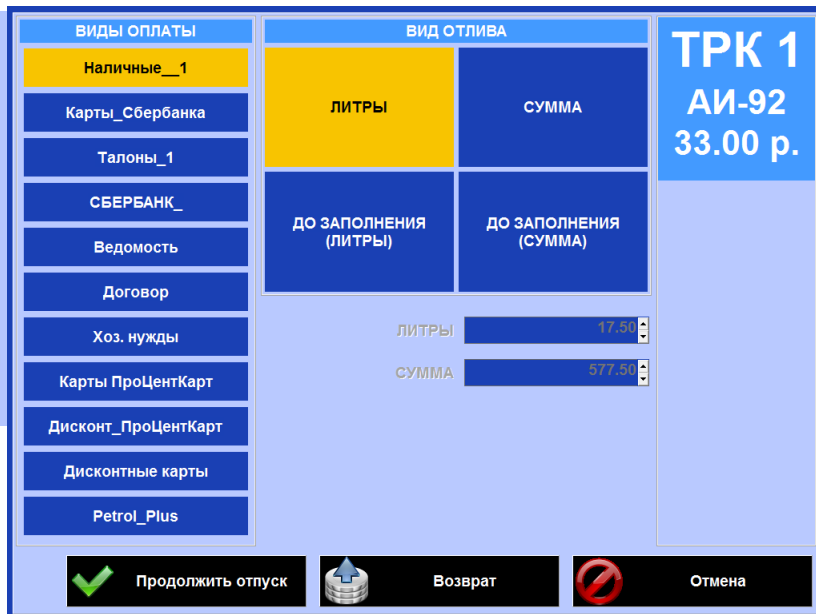 ВИДЫ ОПЛАТЫ
Наличные__1
Карты_Сбербанка
Талоны_1
СБЕРБАНК_
Ведомость
Договор
Хоз. нужды
Карты ПроЦентКарт
Дисконт_ПроЦентКарт
Дисконтные карты
Petrol_Plus
ВИД ОТЛИВА
ЛИТРЫ
СУММА
ДО ЗАПОЛНЕНИЯ
(ЛИТРЫ)
ДО ЗАПОЛНЕНИЯ
(СУММА)
ЛИТРЫ 17.50
СУММА 577.50
ТРК 1
АИ-92
33.00 р.
Продолжить отпуск
Возврат
Отмена